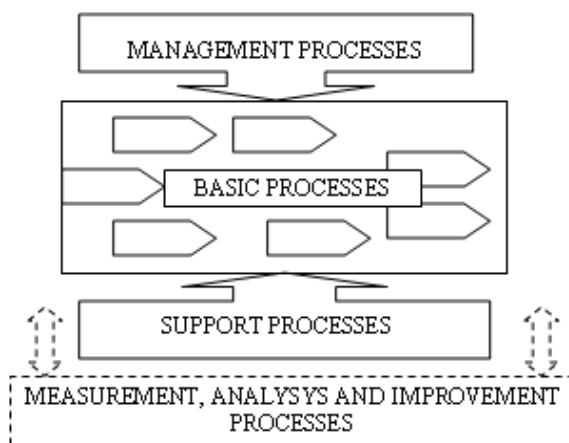 MANAGEMENT PROCESSES
BASIC PROCESSES
SUPPORT PROCESSES
MEASUREMENT, ANALYSYS AND IMPROVEMENT
PROCESSES